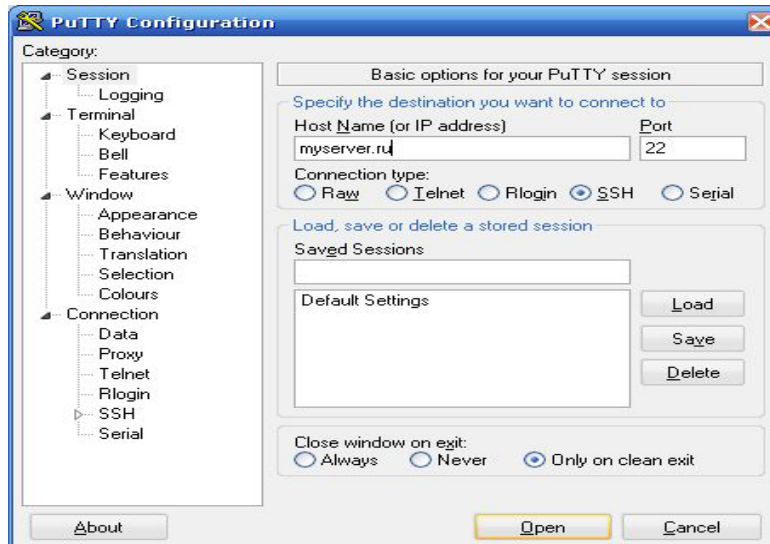 PuTTY Configuration
Category:
Session
Logging
Terminal
Keyboard
Bell
Features
Window
Appearance
Behaviour
Translation
Selection
Colours
Connection
Data
Proxy
Telnet
Rlogin
SSH
Serial
Basic options for your PuTTY session
Specify the destination you want to connect to
Host Name (or IP address) Port
myserver.ru 22
Connection type:
Raw Telnet Rlogin SSH Serial
Load, save or delete a stored session
Saved Sessions
Default Settings
Load
Save
Delete
Close window on exit:
Always Never Only on clean exit
About Open Cancel